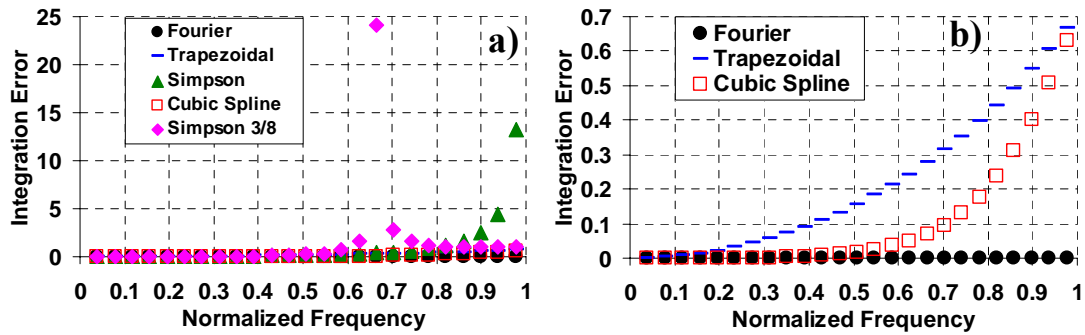 a)
Fourier
Trapezoidal
Simpson
Cubic Spline
Simpson 3/8
Integration Error
25
20
15
10
5
0
0 0.1 0.2 0.3 0.4 0.5 0.6 0.7 0.8 0.9 1
Normalized Frequency
b)
Fourier
Trapezoidal
Cubic Spline
Integration Error
0.7
0.6
0.5
0.4
0.3
0.2
0.1
0
0 0.1 0.2 0.3 0.4 0.5 0.6 0.7 0.8 0.9 1
Normalized Frequency